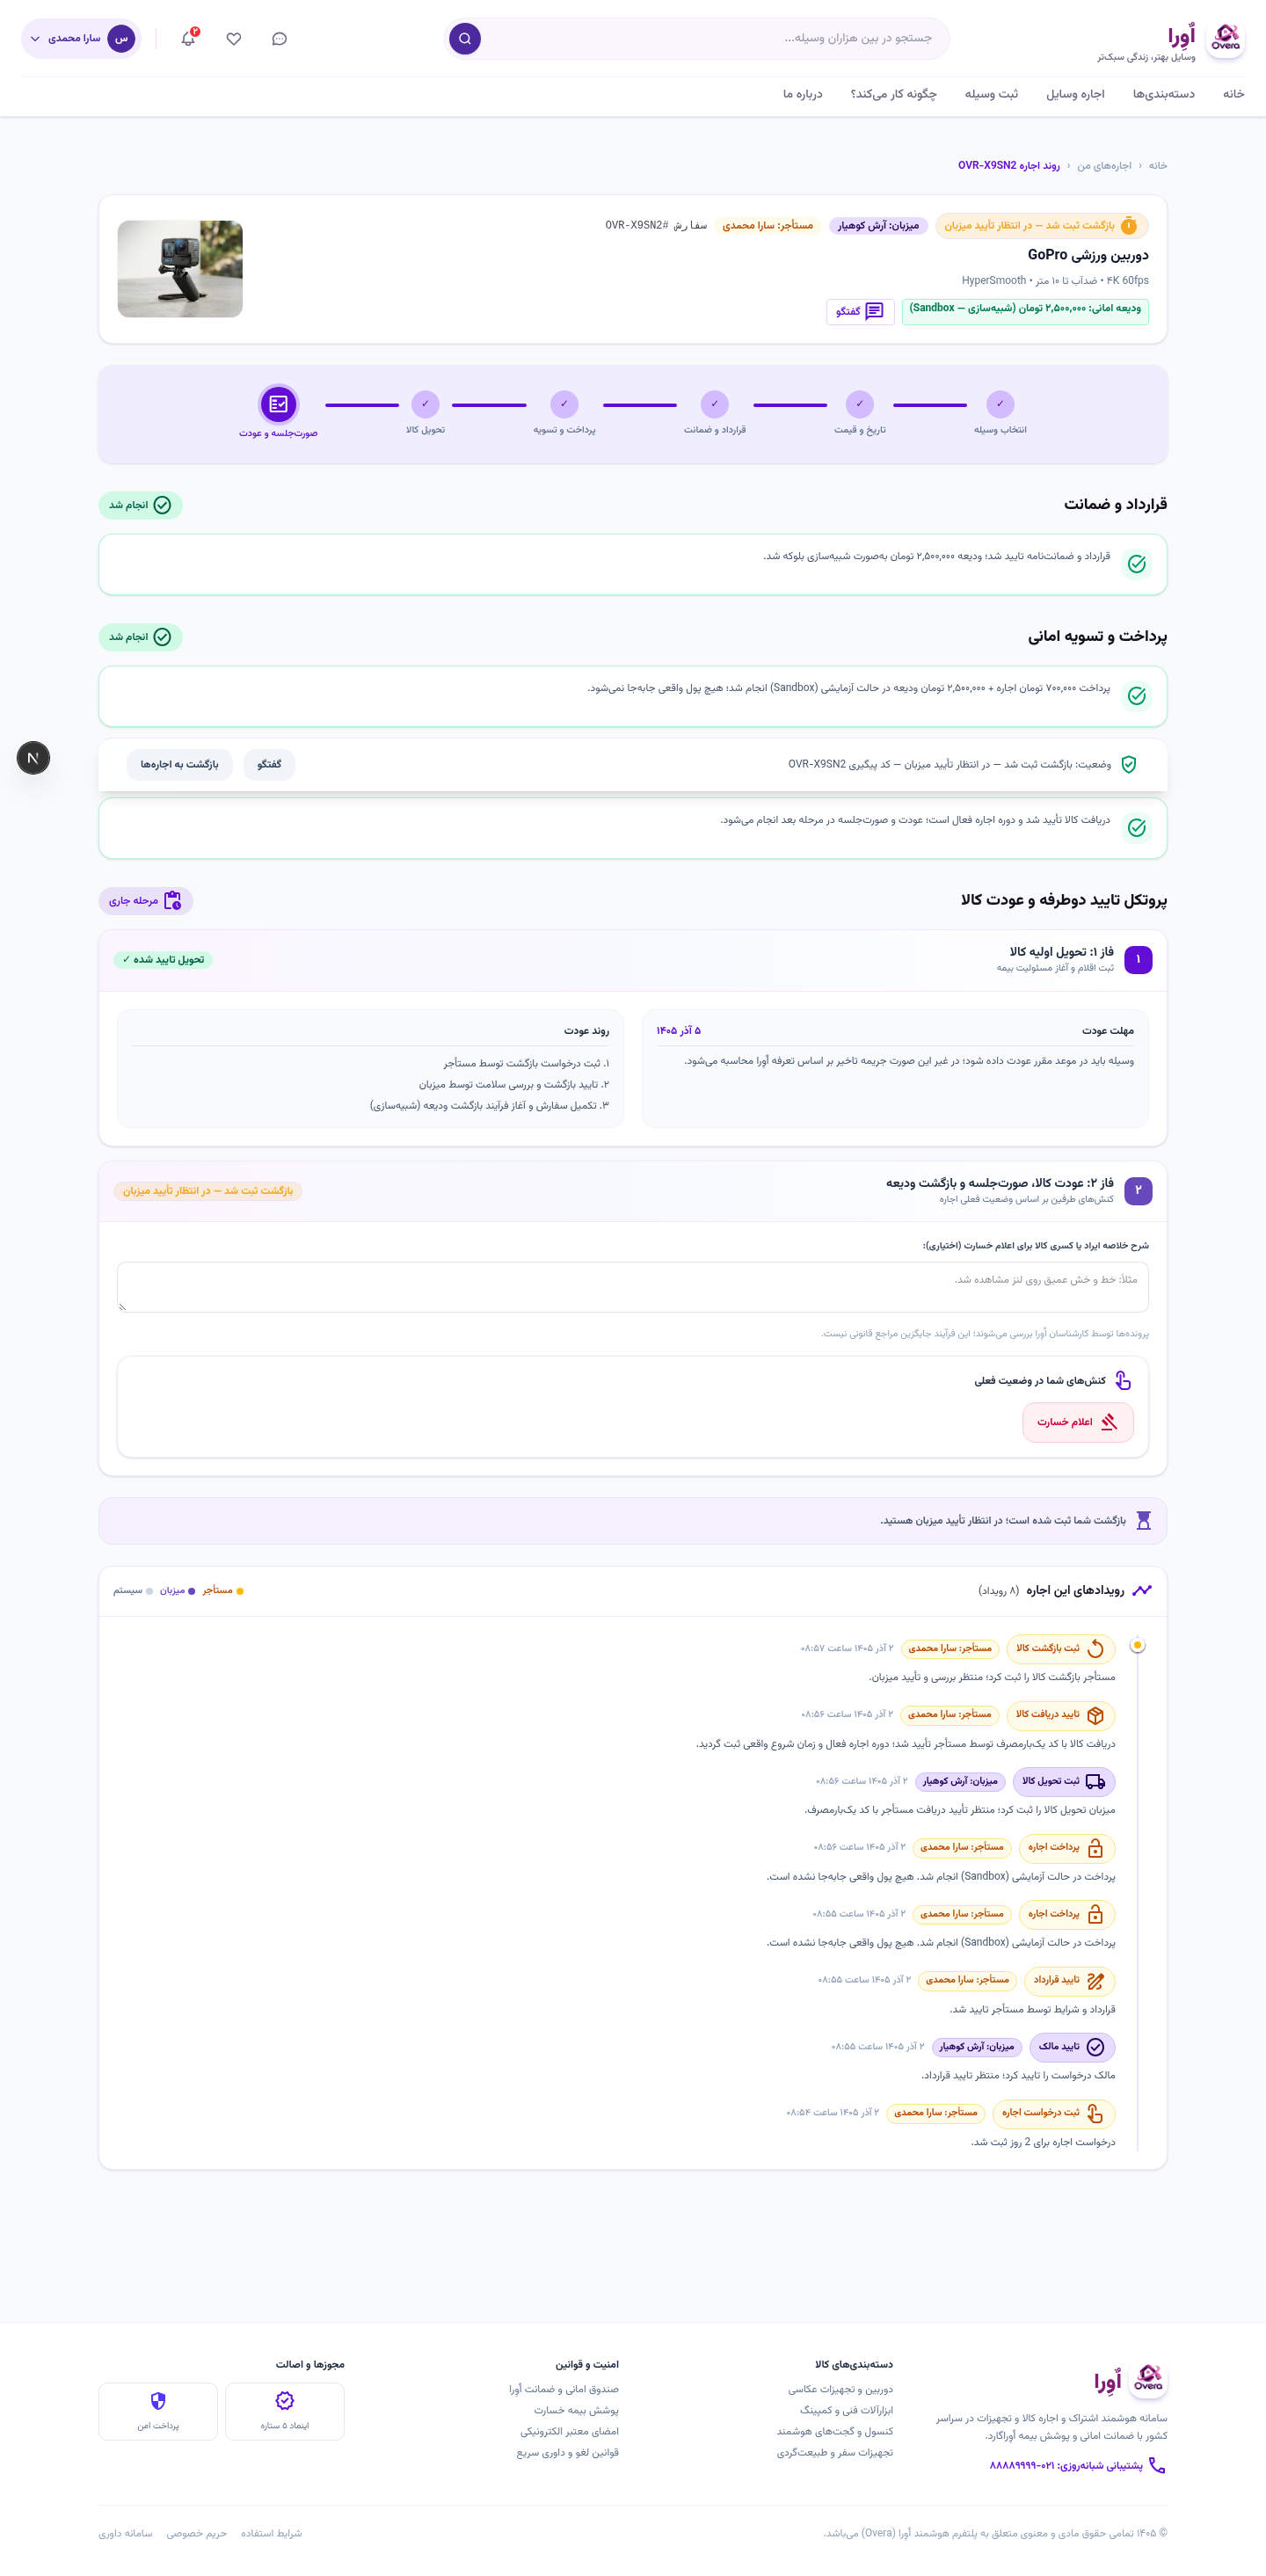 اُوِرا
وسایل بهتر، زندگی سبک‌تر
Overa
جستجو در بین هزاران وسیله...
۲
س
سارا محمدی
خانه
دسته‌بندی‌ها
اجاره وسایل
ثبت وسیله
چگونه کار می‌کند؟
درباره ما
خانه › اجاره‌های من › روند اجاره OVR-X9SN2
بازگشت ثبت شد — در انتظار تأیید میزبان
میزبان: آرش کوهیار
مستأجر: سارا محمدی
سفارش #OVR-X9SN2
دوربین ورزشی GoPro
۴K 60fps • ضدآب تا ۱۰ متر • HyperSmooth
ودیعه امانی: ۲,۵۰۰,۰۰۰ تومان (شبیه‌سازی — Sandbox)
گفتگو
✓ انتخاب وسیله
✓ تاریخ و قیمت
✓ قرارداد و ضمانت
✓ پرداخت و تسویه
✓ تحویل کالا
صورت‌جلسه و عودت
قرارداد و ضمانت
انجام شد
قرارداد و ضمانت‌نامه تایید شد؛ ودیعه ۲,۵۰۰,۰۰۰ تومان به‌صورت شبیه‌سازی بلوکه شد.
پرداخت و تسویه امانی
انجام شد
پرداخت ۷۰۰,۰۰۰ تومان اجاره + ۲,۵۰۰,۰۰۰ تومان ودیعه در حالت آزمایشی (Sandbox) انجام شد؛ هیچ پول واقعی جابه‌جا نمی‌شود.
وضعیت: بازگشت ثبت شد — در انتظار تأیید میزبان — کد پیگیری OVR-X9SN2
گفتگو
بازگشت به اجاره‌ها
N
دریافت کالا تأیید شد و دوره اجاره فعال است؛ عودت و صورت‌جلسه در مرحله بعد انجام می‌شود.
پروتکل تایید دوطرفه و عودت کالا
مرحله جاری
۱
فاز ۱: تحویل اولیه کالا
ثبت اقلام و آغاز مسئولیت بیمه
تحویل تایید شده ✓
مهلت عودت
۵ آذر ۱۴۰۵
وسیله باید در موعد مقرر عودت داده شود؛ در غیر این صورت جریمه تاخیر بر اساس تعرفه اُوِرا محاسبه می‌شود.
روند عودت
۱. ثبت درخواست بازگشت توسط مستأجر
۲. تایید بازگشت و بررسی سلامت توسط میزبان
۳. تکمیل سفارش و آغاز فرآیند بازگشت ودیعه (شبیه‌سازی)
۲
فاز ۲: عودت کالا، صورت‌جلسه و بازگشت ودیعه
کنش‌های طرفین بر اساس وضعیت فعلی اجاره
بازگشت ثبت شد — در انتظار تأیید میزبان
شرح خلاصه ایراد یا کسری کالا برای اعلام خسارت (اختیاری):
مثلاً: خط و خش عمیق روی لنز مشاهده شد.
پرونده‌ها توسط کارشناسان اُوِرا بررسی می‌شوند؛ این فرآیند جایگزین مراجع قانونی نیست.
کنش‌های شما در وضعیت فعلی
اعلام خسارت
بازگشت شما ثبت شده است؛ در انتظار تأیید میزبان هستید.
رویدادهای این اجاره (۸ رویداد)
مستأجر
میزبان
سیستم
ثبت بازگشت کالا
مستأجر: سارا محمدی
۲ آذر ۱۴۰۵ ساعت ۰۸:۵۷
مستأجر بازگشت کالا را ثبت کرد؛ منتظر بررسی و تأیید میزبان.
تایید دریافت کالا
مستأجر: سارا محمدی
۲ آذر ۱۴۰۵ ساعت ۰۸:۵۶
دریافت کالا با کد یک‌بارمصرف توسط مستأجر تأیید شد؛ دوره اجاره فعال و زمان شروع واقعی ثبت گردید.
ثبت تحویل کالا
میزبان: آرش کوهیار
۲ آذر ۱۴۰۵ ساعت ۰۸:۵۶
میزبان تحویل کالا را ثبت کرد؛ منتظر تأیید دریافت مستأجر با کد یک‌بارمصرف.
پرداخت اجاره
مستأجر: سارا محمدی
۲ آذر ۱۴۰۵ ساعت ۰۸:۵۶
پرداخت در حالت آزمایشی (Sandbox) انجام شد. هیچ پول واقعی جابه‌جا نشده است.
پرداخت اجاره
مستأجر: سارا محمدی
۲ آذر ۱۴۰۵ ساعت ۰۸:۵۵
پرداخت در حالت آزمایشی (Sandbox) انجام شد. هیچ پول واقعی جابه‌جا نشده است.
تایید قرارداد
مستأجر: سارا محمدی
۲ آذر ۱۴۰۵ ساعت ۰۸:۵۵
قرارداد و شرایط توسط مستأجر تایید شد.
تایید مالک
میزبان: آرش کوهیار
۲ آذر ۱۴۰۵ ساعت ۰۸:۵۵
مالک درخواست را تایید کرد؛ منتظر تایید قرارداد.
ثبت درخواست اجاره
مستأجر: سارا محمدی
۲ آذر ۱۴۰۵ ساعت ۰۸:۵۴
درخواست اجاره برای 2 روز ثبت شد.
Overa
اُوِرا
سامانه هوشمند اشتراک و اجاره کالا و تجهیزات در سراسر
کشور با ضمانت امانی و پوشش بیمه اُوِراگارد.
پشتیبانی شبانه‌روزی: ۰۲۱-۸۸۸۸۹۹۹۹
دسته‌بندی‌های کالا
دوربین و تجهیزات عکاسی
ابزارآلات فنی و کمپینگ
کنسول و گجت‌های هوشمند
تجهیزات سفر و طبیعت‌گردی
امنیت و قوانین
صندوق امانی و ضمانت اُوِرا
پوشش بیمه خسارت
امضای معتبر الکترونیکی
قوانین لغو و داوری سریع
مجوزها و اصالت
اینماد ۵ ستاره
پرداخت امن
© ۱۴۰۵ تمامی حقوق مادی و معنوی متعلق به پلتفرم هوشمند اُوِرا (Overa) می‌باشد.
شرایط استفاده
حریم خصوصی
سامانه داوری